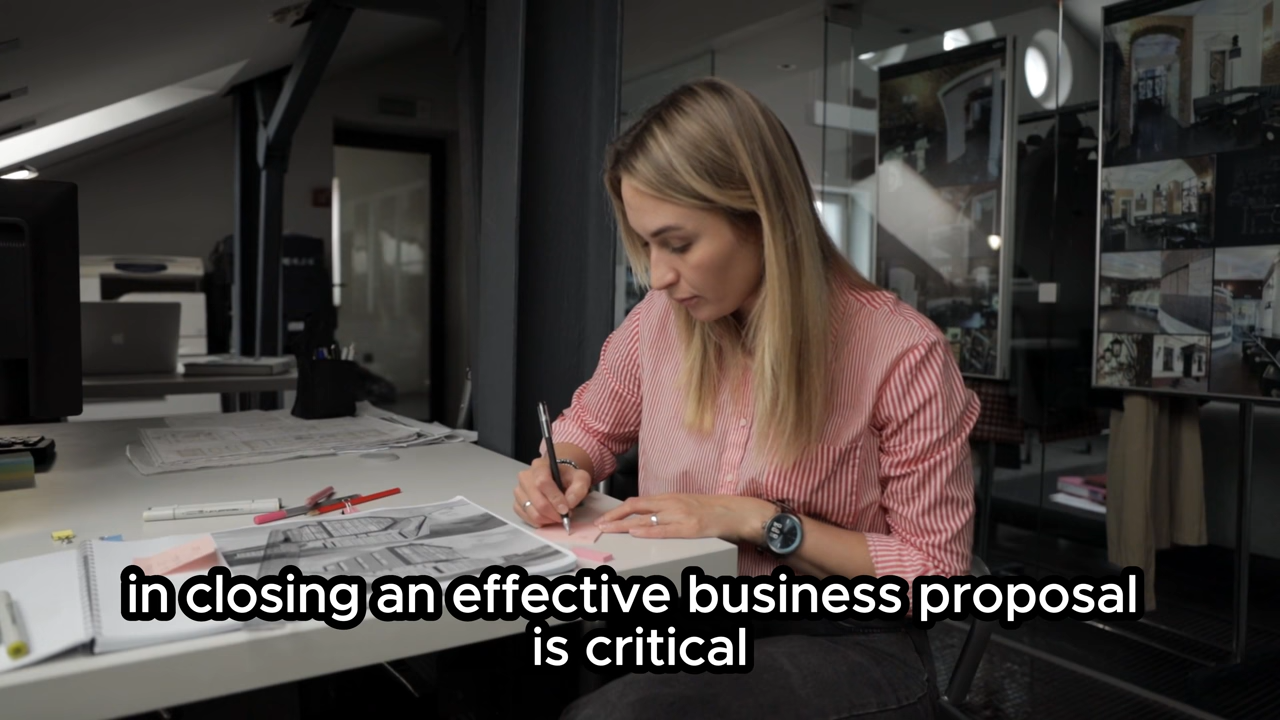 in closing an effective business proposal
is critical